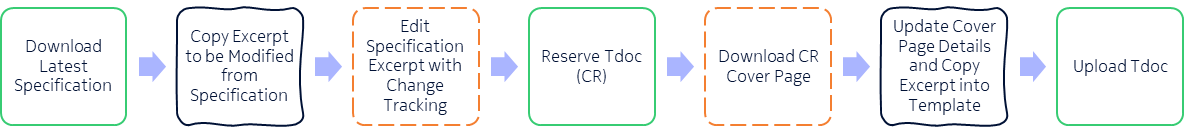 Download
Latest
Specification
Copy Excerpt
to be Modified
from
Specification
Edit
Specification
Excerpt with
Change
Tracking
Reserve Tdoc
(CR)
Download CR
Cover Page
Update Cover
Page Details
and Copy
Excerpt into
Template
Upload Tdoc